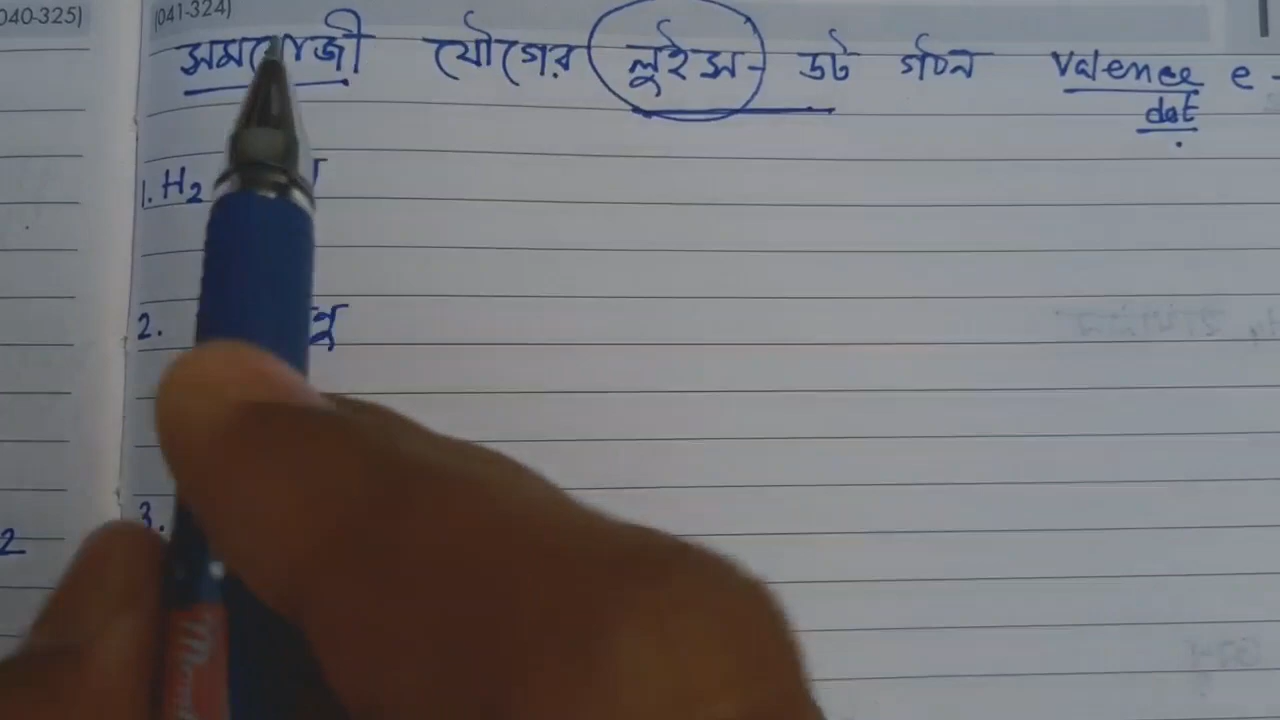 040-325)
(041-324)
সমযোজী যৌগের লুইস- ডট গঠন valence e-
dot
1. H2
2.
3.
2